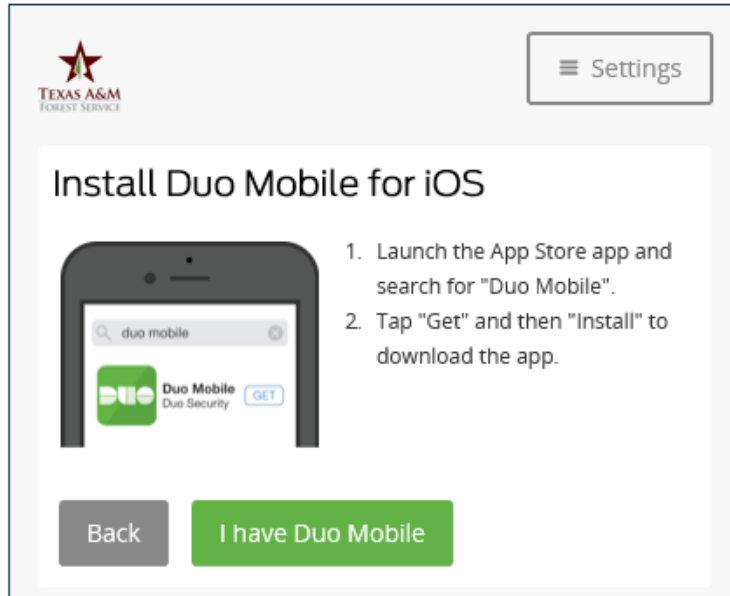 TEXAS A&M
FOREST SERVICE
≡ Settings
Install Duo Mobile for iOS
1. Launch the App Store app and
search for "Duo Mobile".
2. Tap "Get" and then "Install" to
download the app.
duo mobile
DUO
Duo Mobile
GET
Duo Security
Back
I have Duo Mobile